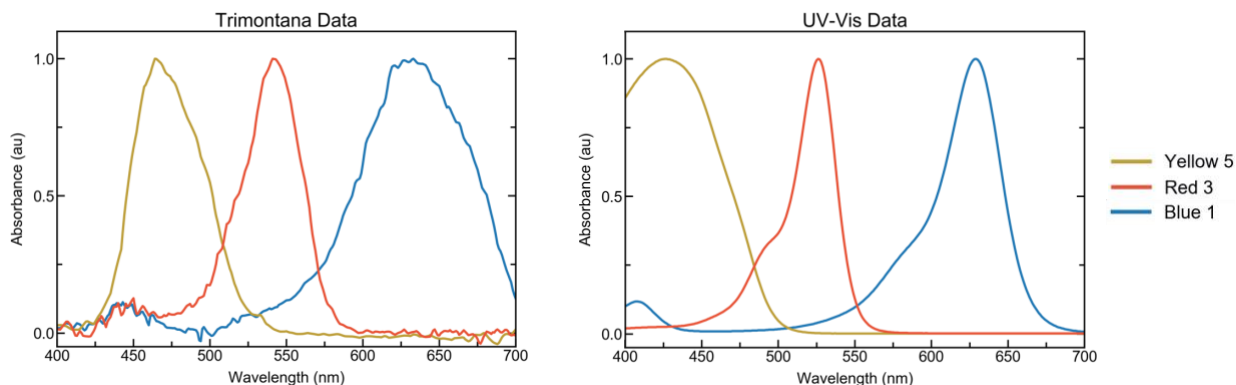 Trimontana Data
1.0
0.5
0.0
Absorbance (au)
400 450 500 550 600 650 700
Wavelength (nm)
UV-Vis Data
1.0
0.5
0.0
Absorbance (au)
400 450 500 550 600 650 700
Wavelength (nm)
Yellow 5
Red 3
Blue 1